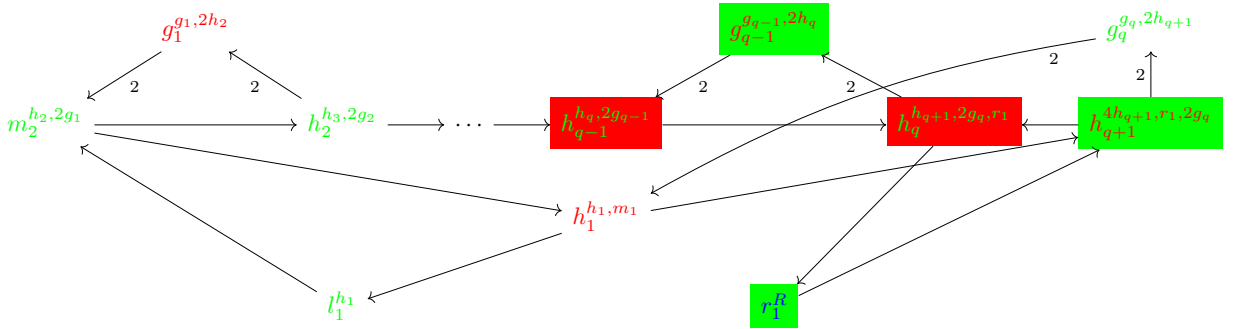 g_1^{g_1,2h_2} g_{q-1}^{g_{q-1},2h_q} g_q^{g_q,2h_{q+1}}
2 2 2 2 2 2
m_2^{h_2,2g_1} h_2^{h_3,2g_2} ⋯ h_{q-1}^{h_q,2g_{q-1}} h_q^{h_{q+1},2g_q,r_1} h_{q+1}^{4h_{q+1},r_1,2g_q}
h_1^{h_1,m_1}
l_1^{h_1} r_1^R